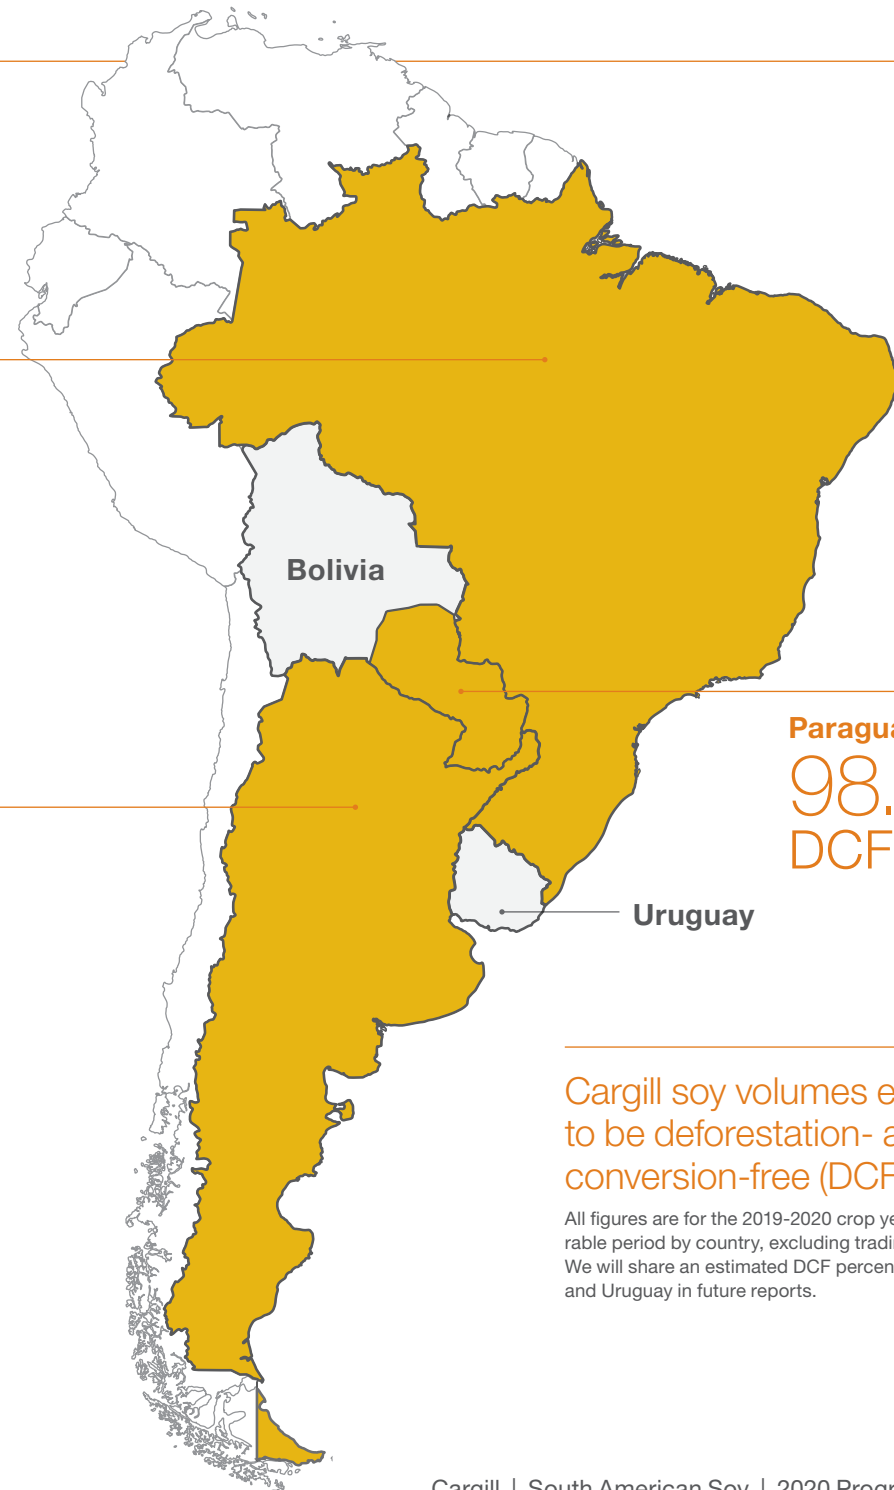 Bolivia
Paragua
98.
DCF
Uruguay
Cargill soy volumes e
to be deforestation- a
conversion-free (DCF
All figures are for the 2019-2020 crop ye
rable period by country, excluding tradi
We will share an estimated DCF percen
and Uruguay in future reports.
Cargill | South American Soy | 2020 Progr